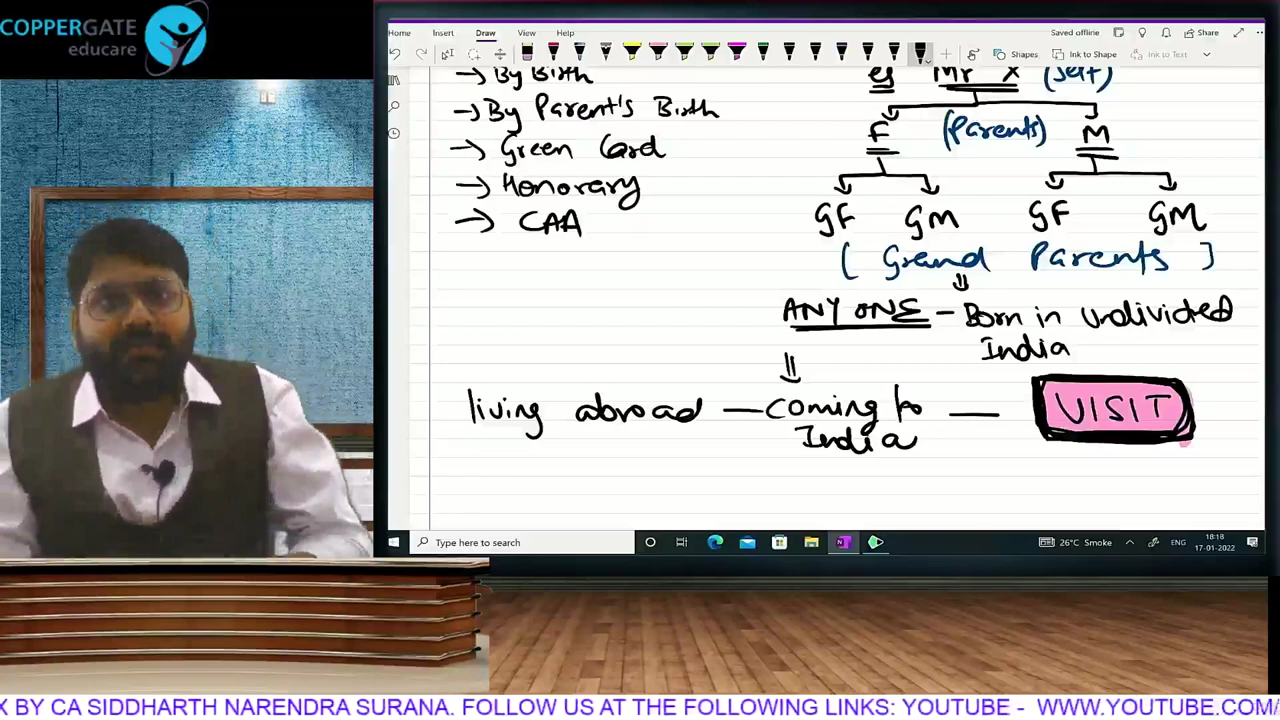 COPPERGATE
educare
Home Insert Draw View Help
Saved offline
Share
Shapes
Ink to Shape
Ink to Text
→ By Birth
→ By Parent's Birth
→ Green Card
→ Honorary
→ CAA
eg Mr X (Self)
F (Parents) M
GF GM GF GM
( Grand Parents )
ANY ONE - Born in undivided
India
living abroad — coming to
India — VISIT
Type here to search
26°C Smoke
ENG
18:18
17-01-2022
X BY CA SIDDHARTH NARENDRA SURANA. FOLLOW US AT THE FOLLOWING LINKS: YOUTUBE - WWW.YOUTUBE.COM/